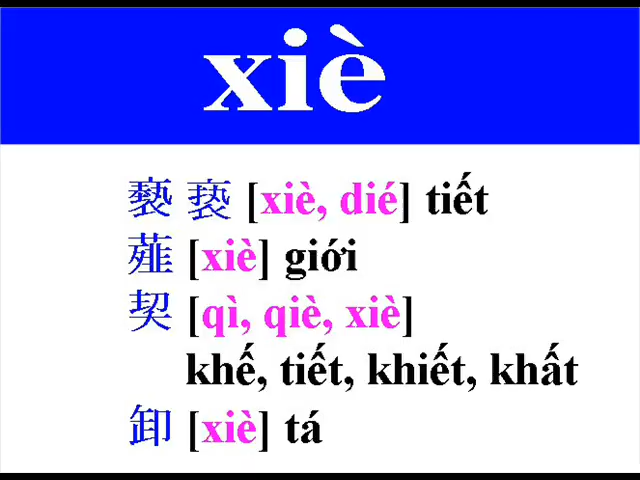 xiè
褻 亵 [xiè, dié] tiết
薤 [xiè] giới
契 [qì, qiè, xiè]
khế, tiết, khiết, khất
卸 [xiè] tá